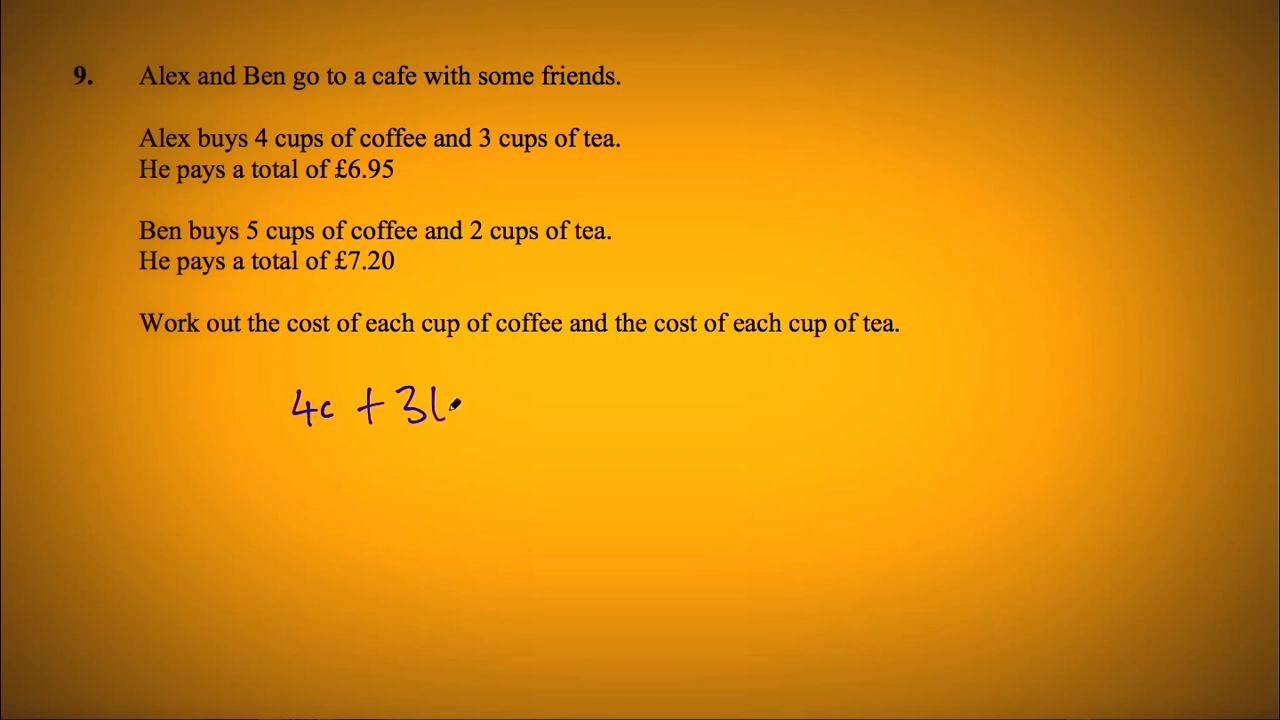 9. Alex and Ben go to a cafe with some friends.
Alex buys 4 cups of coffee and 3 cups of tea.
He pays a total of £6.95
Ben buys 5 cups of coffee and 2 cups of tea.
He pays a total of £7.20
Work out the cost of each cup of coffee and the cost of each cup of tea.
4c + 3l